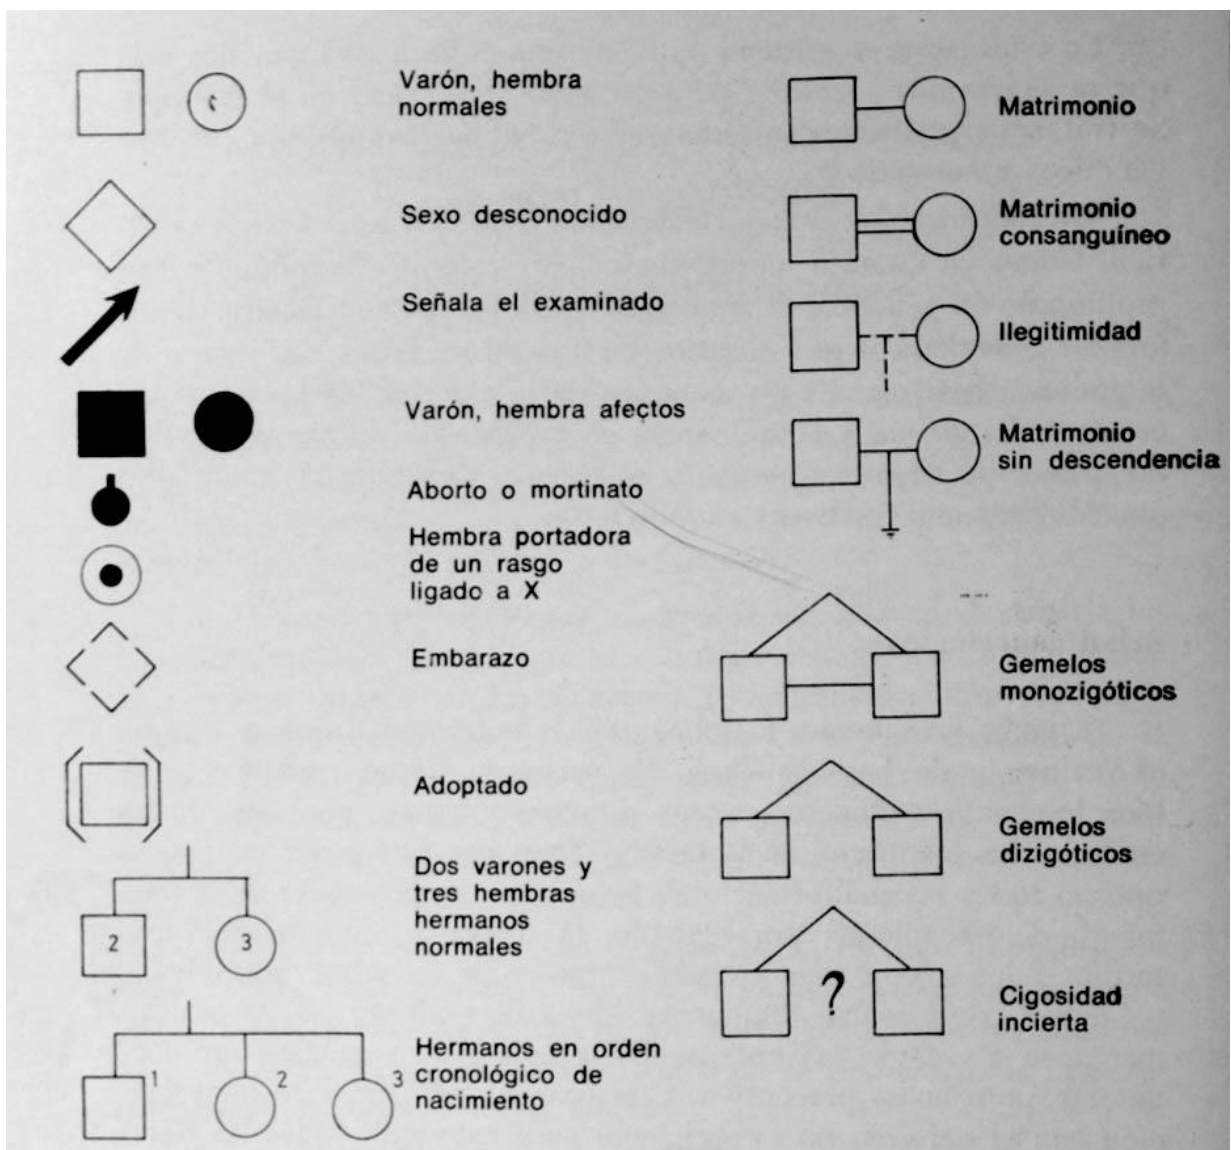 Varón, hembra
normales
Sexo desconocido
Señala el examinado
Varón, hembra afectos
Aborto o mortinato
Hembra portadora
de un rasgo
ligado a X
Embarazo
Adoptado
Dos varones y
tres hembras
hermanos
normales
2 3
Hermanos en orden
cronológico de
nacimiento
1 2 3
Matrimonio
Matrimonio
consanguíneo
Ilegitimidad
Matrimonio
sin descendencia
Gemelos
monozigóticos
Gemelos
dizigóticos
?
Cigosidad
incierta